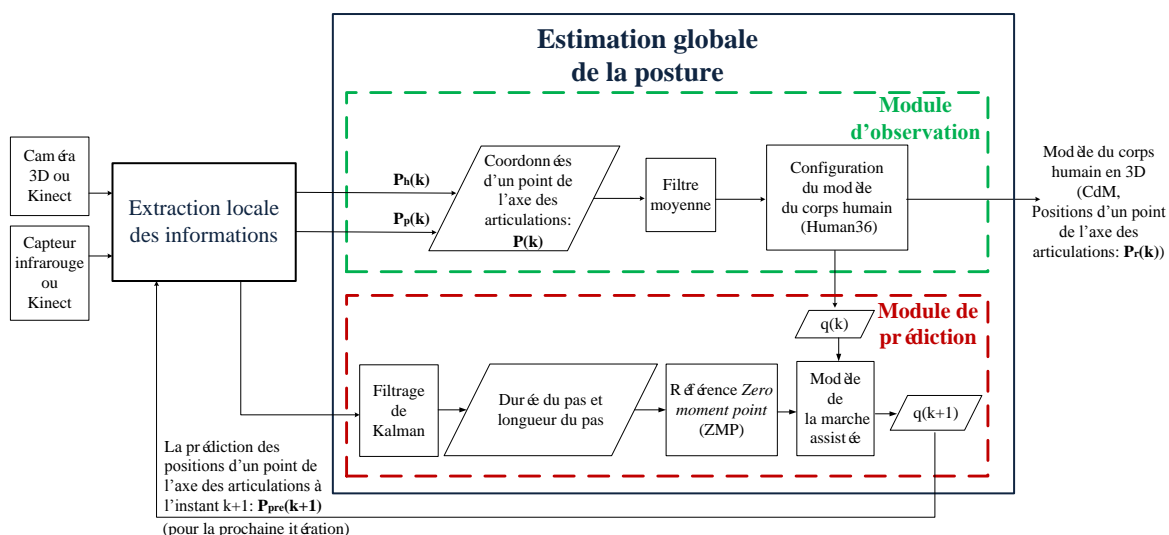 Estimation globale
de la posture
Module
d'observation
Caméra
3D ou
Kinect
Capteur
infrarouge
ou
Kinect
Extraction locale
des informations
Ph(k)
Pp(k)
Coordonnées
d'un point de
l'axe des
articulations:
P(k)
Filtre
moyenne
Configuration
du modèle
du corps humain
(Human36)
Modèle du corps
humain en 3D
(CdM,
Positions d'un point
de l'axe des
articulations: Pr(k))
Module de
prédiction
q(k)
Filtrage
de
Kalman
Durée du pas et
longueur du pas
Référence Zero
moment point
(ZMP)
Modèle
de
la marche
assistée
q(k+1)
La prédiction des
positions d'un point de
l'axe des articulations à
l'instant k+1: Ppre(k+1)
(pour la prochaine itération)